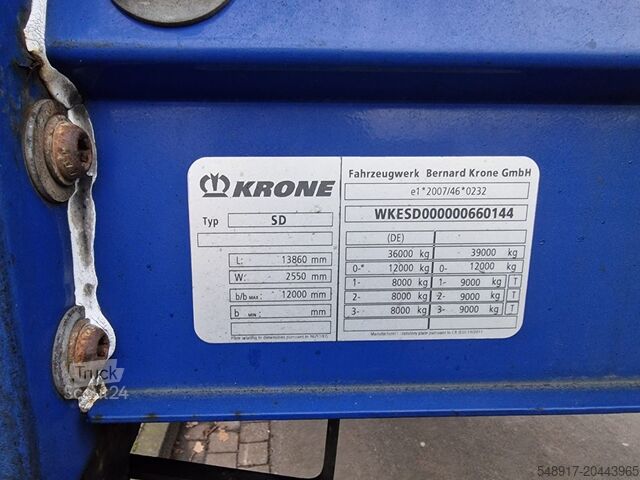 KRONE
Typ SD
L: 13860 mm
W: 2550 mm
b/b MAX: 12000 mm
b MIN: mm
Fahrzeugwerk Bernard Krone GmbH
e1*2007/46*0232
WKESD000000660144
(DE)
36000 kg 39000 kg
0-* 12000 kg 0- 12000 kg
1- 8000 kg 1- 9000 kg T
2- 8000 kg 2- 9000 kg T
3- 8000 kg 3- 9000 kg T
Truck
24
548917-20443965